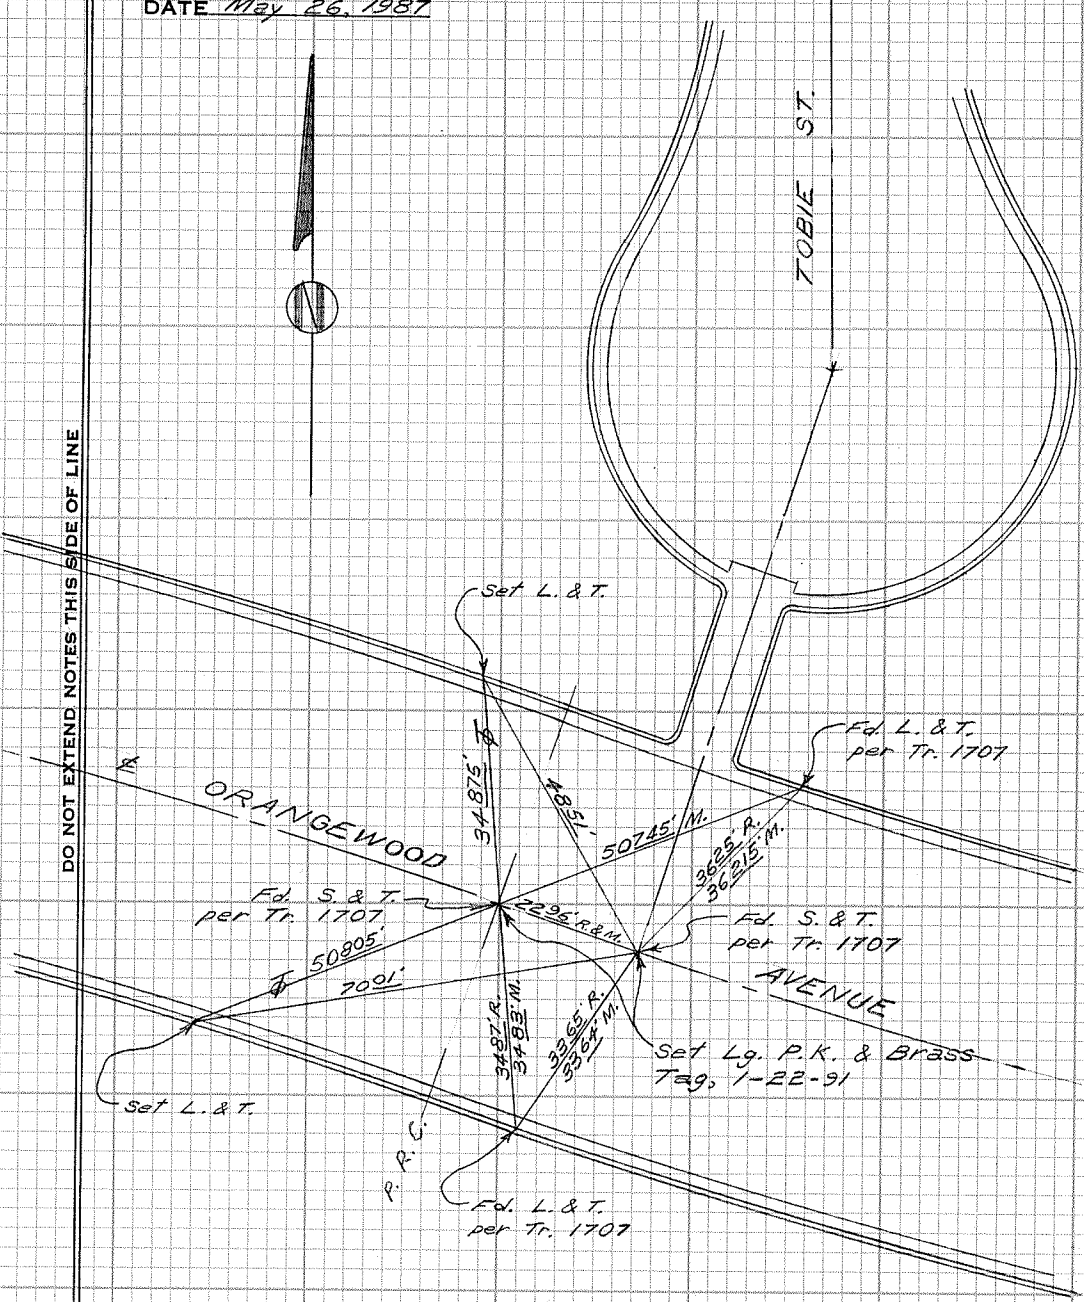 DATE May 26, 1987
TOBIE ST.
DO NOT EXTEND NOTES THIS SIDE OF LINE
Set L. & T.
Fd. L. & T.
per Tr. 1707
ORANGEWOOD
34.875'
48.51'
50.745' M.
36.25' R.
36.215' M.
Fd. S. & T.
per Tr. 1707
22.96' R. & M.
Fd. S. & T.
per Tr. 1707
50.805'
70.01'
AVENUE
34.87' R.
34.83' M.
33.65' R.
33.64' M.
Set Lg. P.K. & Brass
Tag, 1-22-91
Set L. & T.
P. R. C.
Fd. L. & T.
per Tr. 1707